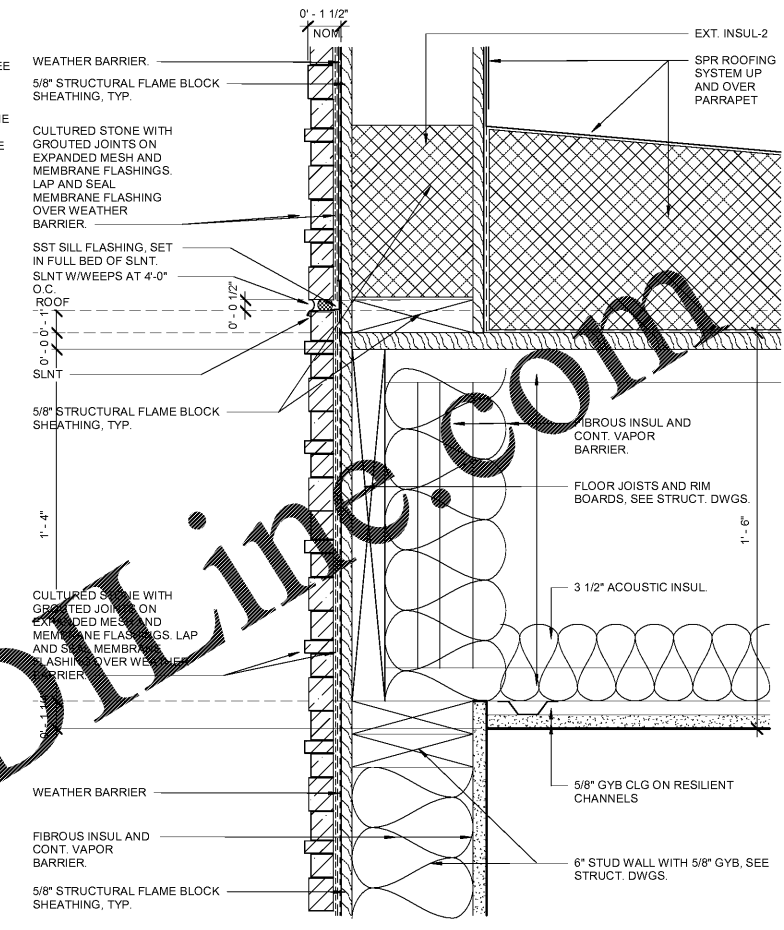 0' - 1 1/2"
NOM
EE
NE
E
WEATHER BARRIER.
5/8" STRUCTURAL FLAME BLOCK
SHEATHING, TYP.
CULTURED STONE WITH
GROUTED JOINTS ON
EXPANDED MESH AND
MEMBRANE FLASHINGS.
LAP AND SEAL
MEMBRANE FLASHING
OVER WEATHER
BARRIER.
SST SILL FLASHING, SET
IN FULL BED OF SLNT.
SLNT W/WEEPS AT 4'-0"
O.C.
ROOF
0' - 0 1/2"
0' - 1"
0' - 0
SLNT
5/8" STRUCTURAL FLAME BLOCK
SHEATHING, TYP.
1' - 4"
CULTURED STONE WITH
GROUTED JOINTS ON
EXPANDED MESH AND
MEMBRANE FLASHINGS. LAP
AND SEAL MEMBRANE
FLASHING OVER WEATHER
BARRIER.
WEATHER BARRIER
FIBROUS INSUL AND
CONT. VAPOR
BARRIER.
5/8" STRUCTURAL FLAME BLOCK
SHEATHING, TYP.
EXT. INSUL-2
SPR ROOFING
SYSTEM UP
AND OVER
PARRAPET
FIBROUS INSUL AND
CONT. VAPOR
BARRIER.
FLOOR JOISTS AND RIM
BOARDS, SEE STRUCT. DWGS.
1' - 6"
3 1/2" ACOUSTIC INSUL.
5/8" GYB CLG ON RESILIENT
CHANNELS
6" STUD WALL WITH 5/8" GYB, SEE
STRUCT. DWGS.
DILine.com